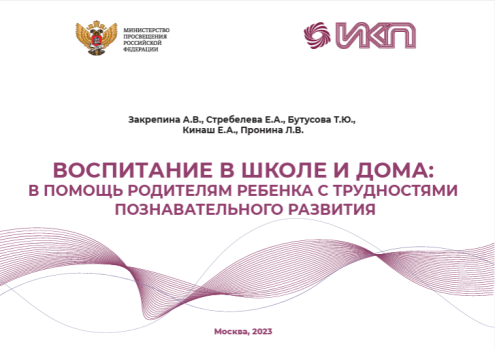 МИНИСТЕРСТВО
ПРОСВЕЩЕНИЯ
РОССИЙСКОЙ
ФЕДЕРАЦИИ
ИКП
Закрепина А.В., Стребелева Е.А., Бутусова Т.Ю.,
Кинаш Е.А., Пронина Л.В.
ВОСПИТАНИЕ В ШКОЛЕ И ДОМА:
В ПОМОЩЬ РОДИТЕЛЯМ РЕБЕНКА С ТРУДНОСТЯМИ
ПОЗНАВАТЕЛЬНОГО РАЗВИТИЯ
Москва, 2023